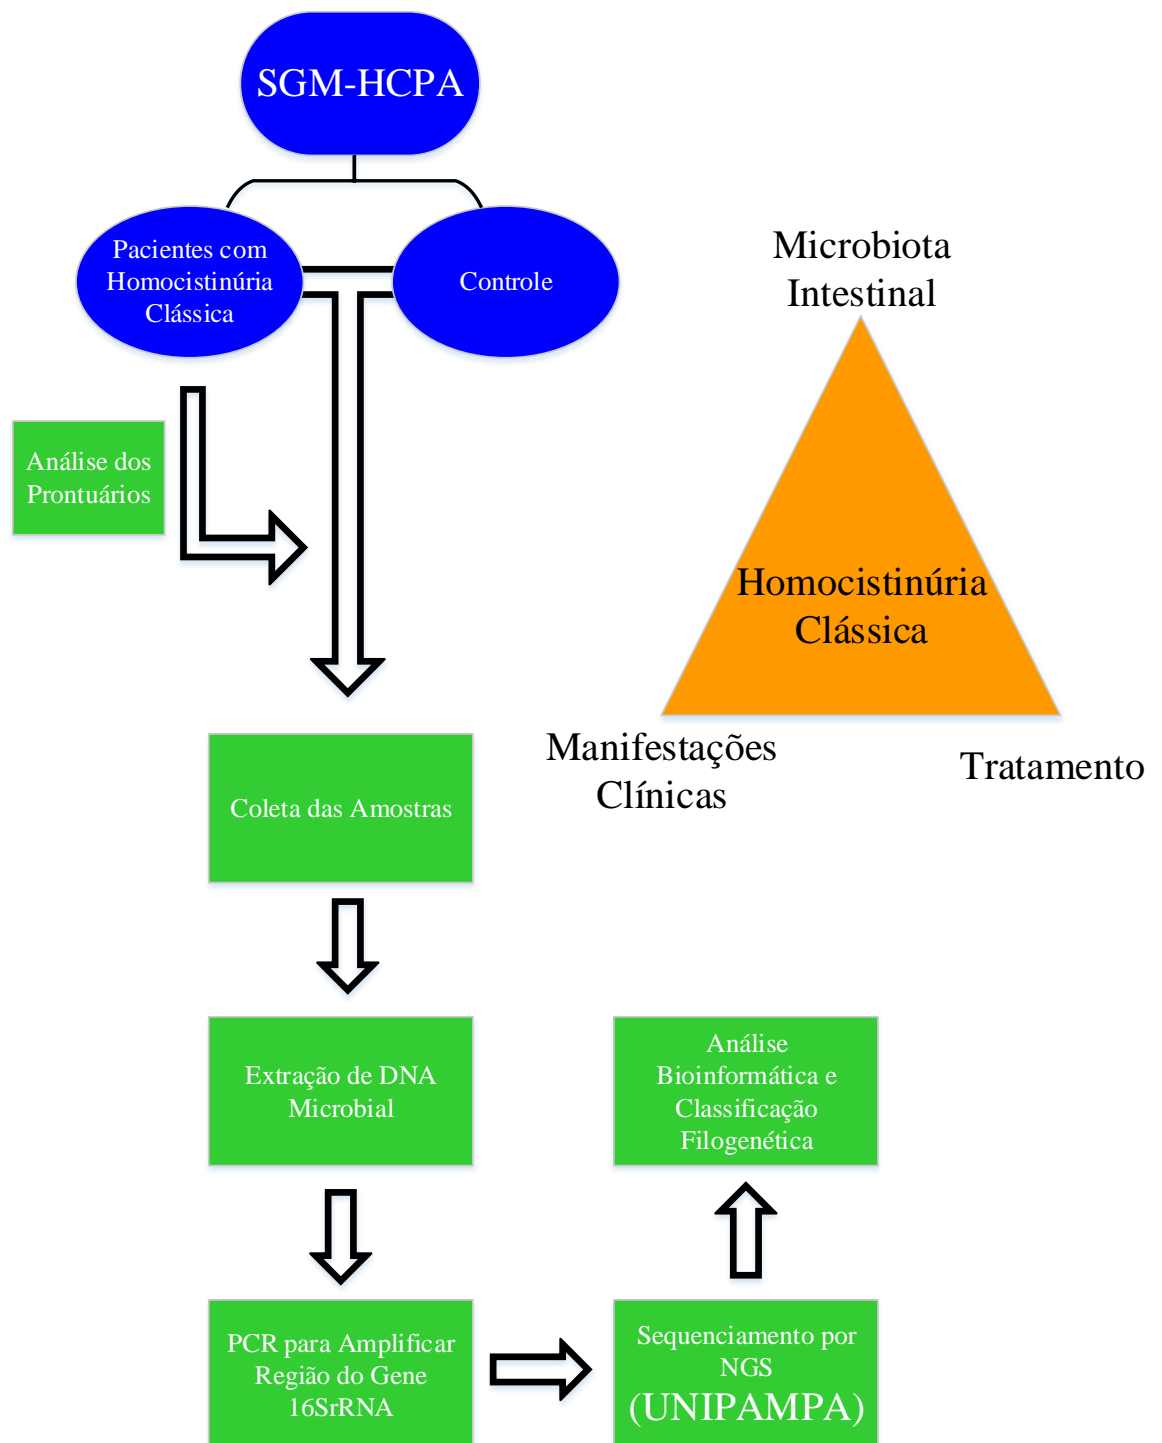 SGM-HCPA
Pacientes com
Homocistinúria
Clássica
Controle
Análise dos
Prontuários
Microbiota
Intestinal
Homocistinúria
Clássica
Manifestações
Clínicas
Tratamento
Coleta das Amostras
Extração de DNA
Microbial
PCR para Amplificar
Região do Gene
16SrRNA
Sequenciamento por
NGS
(UNIPAMPA)
Análise
Bioinformática e
Classificação
Filogenética